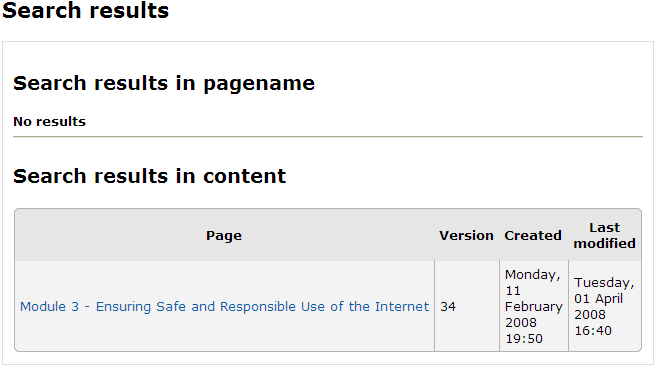 Search results
Search results in pagename
No results
Search results in content
Page Version Created Last modified
Module 3 - Ensuring Safe and Responsible Use of the Internet 34 Monday, 11 February 2008 19:50 Tuesday, 01 April 2008 16:40